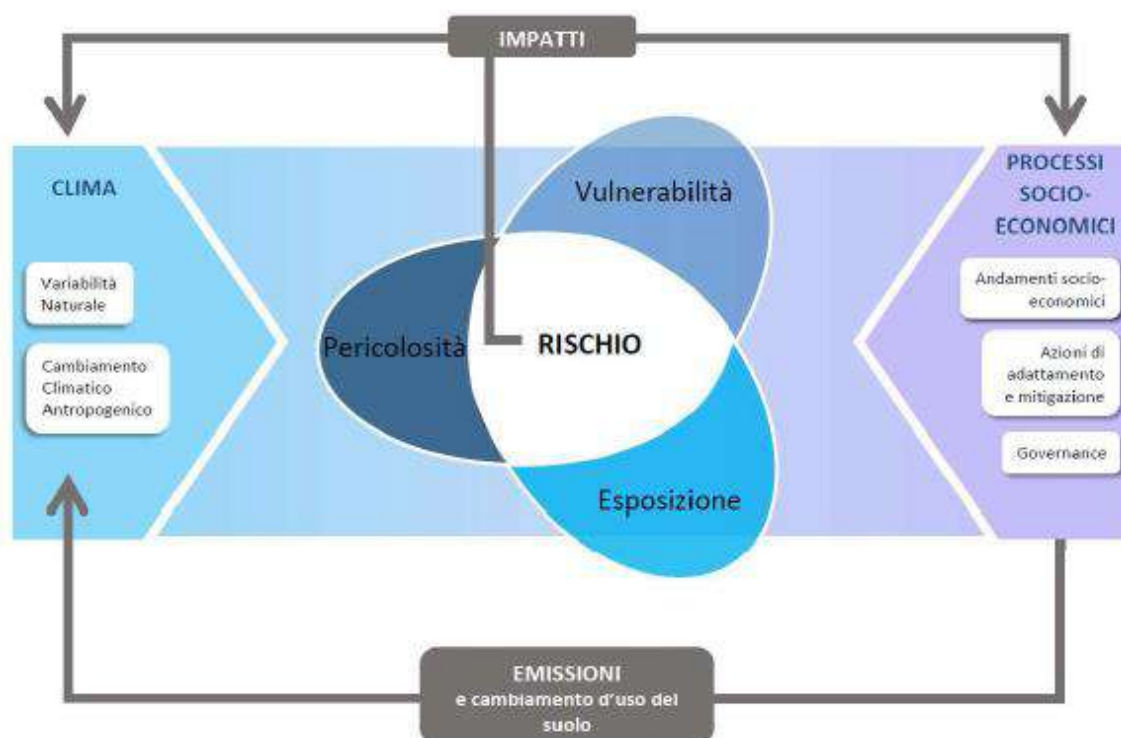 IMPATTI
CLIMA
Variabilità
Naturale
Cambiamento
Climatico
Antropogenico
Vulnerabilità
Pericolosità
RISCHIO
Esposizione
PROCESSI
SOCIO-
ECONOMICI
Andamenti socio-
economici
Azioni di
adattamento
e mitigazione
Governance
EMISSIONI
e cambiamento d'uso del
suolo